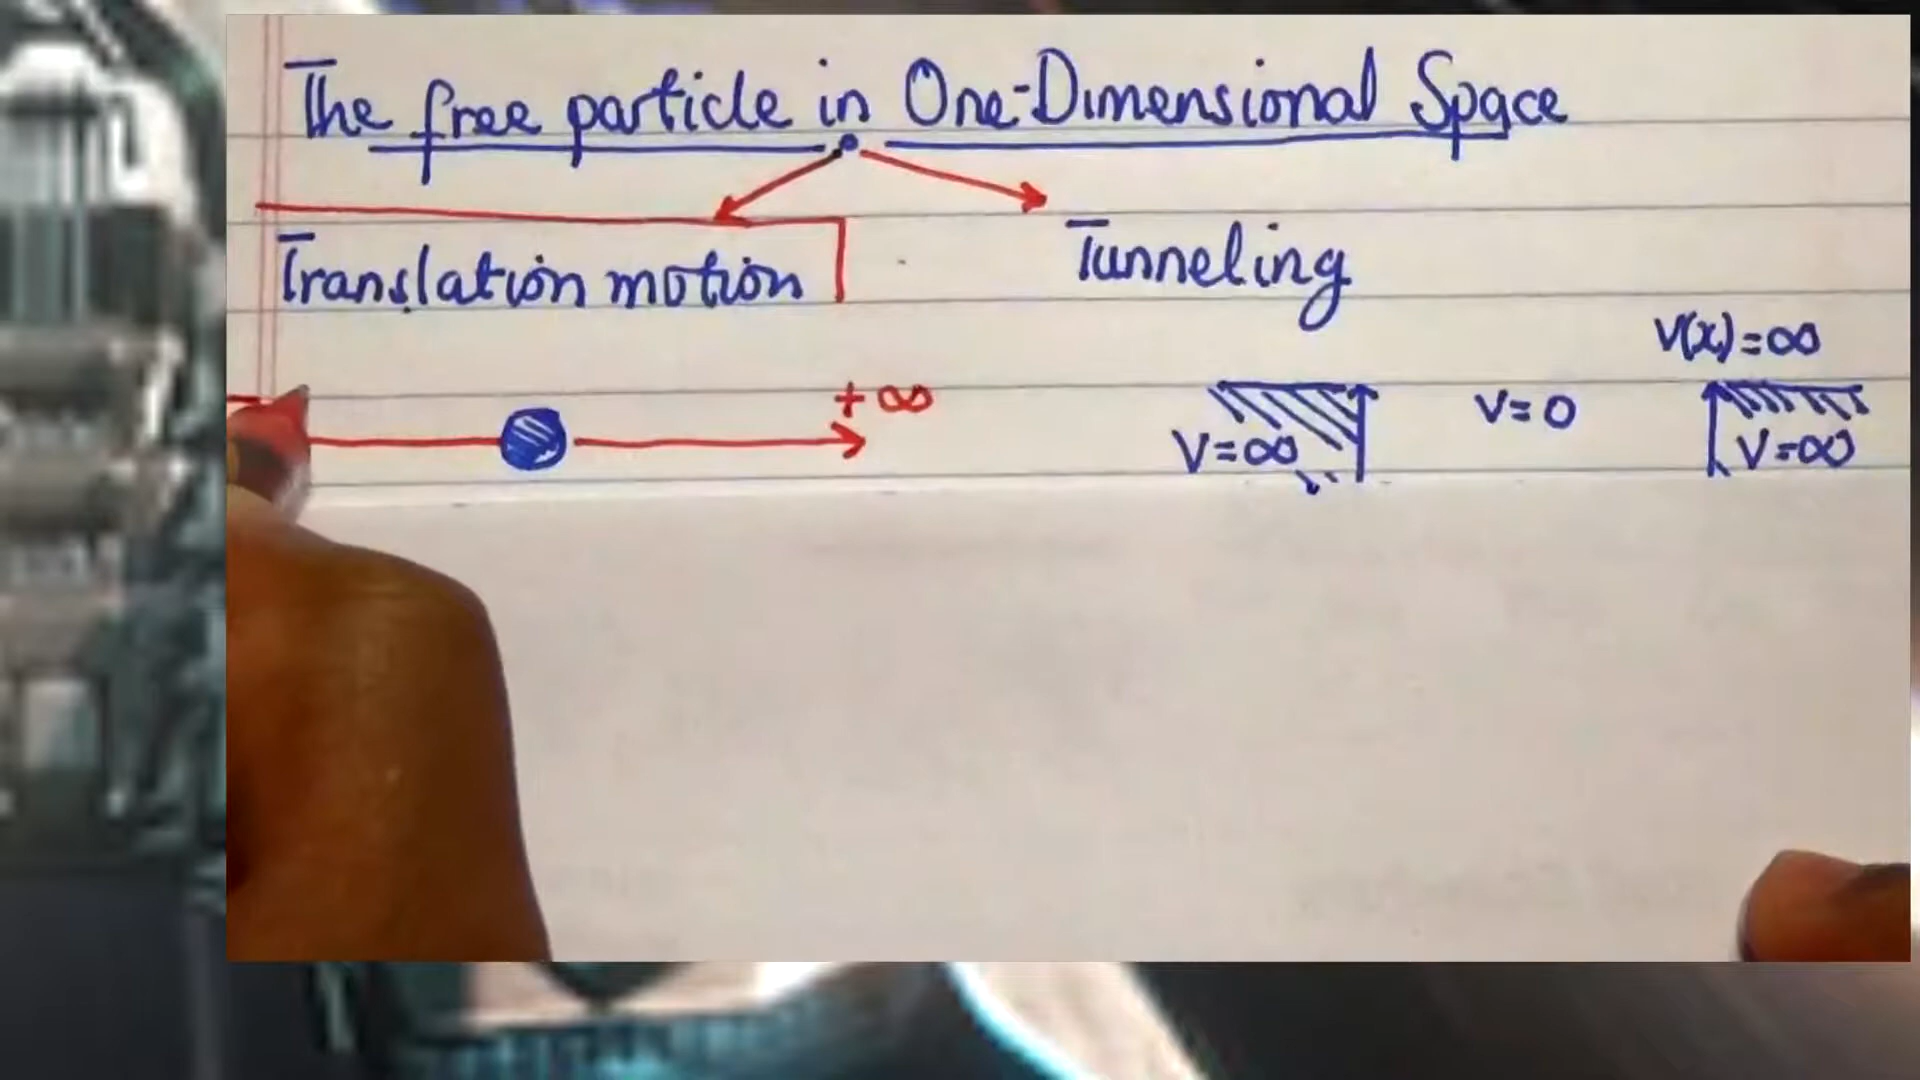 The free particle in One-Dimensional Space
Translation motion
Tunneling
V(x)=∞
+ ∞
V=∞
V=0
V=∞